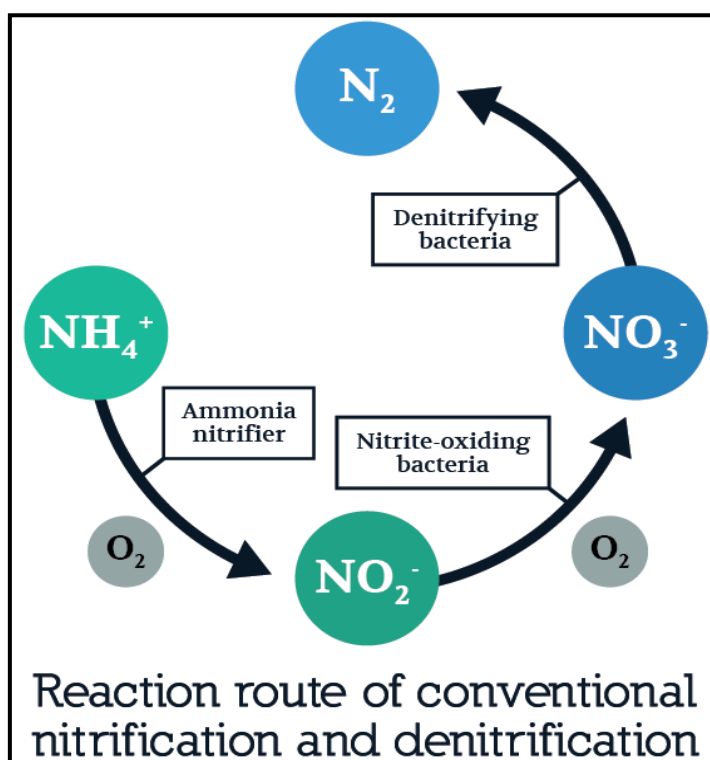 N₂
Denitrifying
bacteria
NH₄⁺
NO₃⁻
Ammonia
nitrifier
Nitrite-oxiding
bacteria
O₂
O₂
NO₂⁻
Reaction route of conventional
nitrification and denitrification